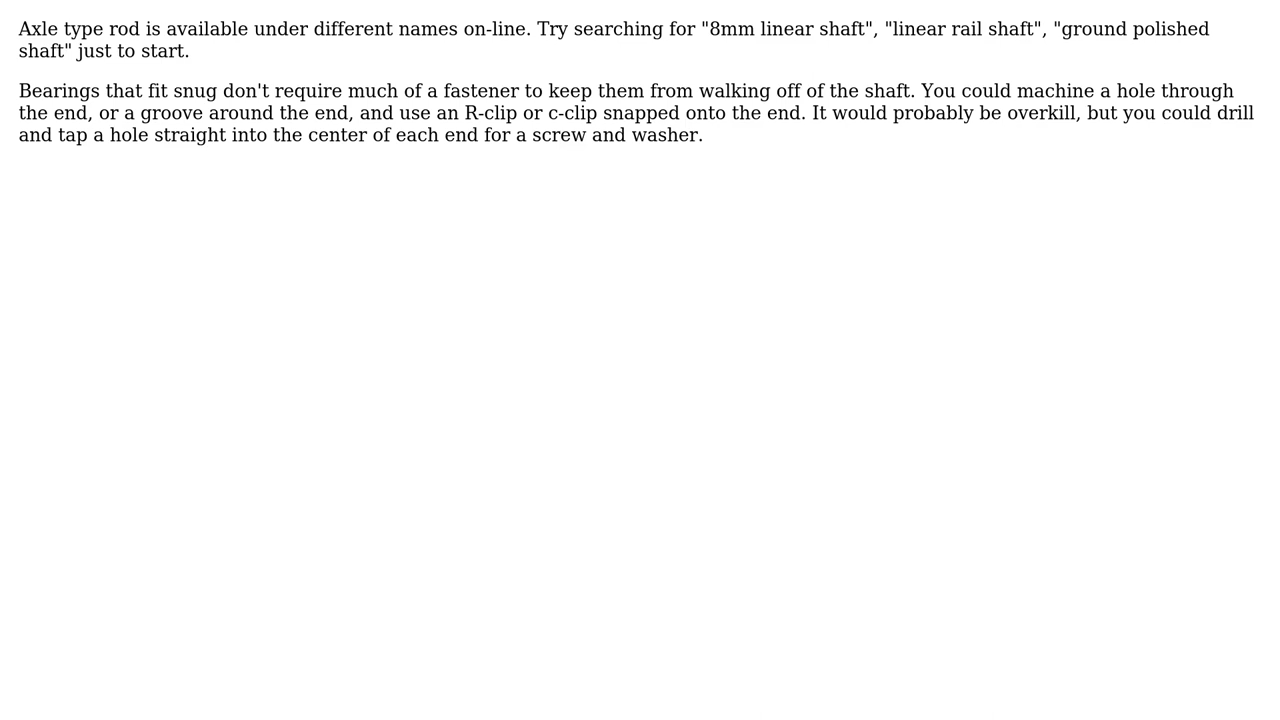 Axle type rod is available under different names on-line. Try searching for "8mm linear shaft", "linear rail shaft", "ground polished
shaft" just to start.
Bearings that fit snug don't require much of a fastener to keep them from walking off of the shaft. You could machine a hole through
the end, or a groove around the end, and use an R-clip or c-clip snapped onto the end. It would probably be overkill, but you could drill
and tap a hole straight into the center of each end for a screw and washer.